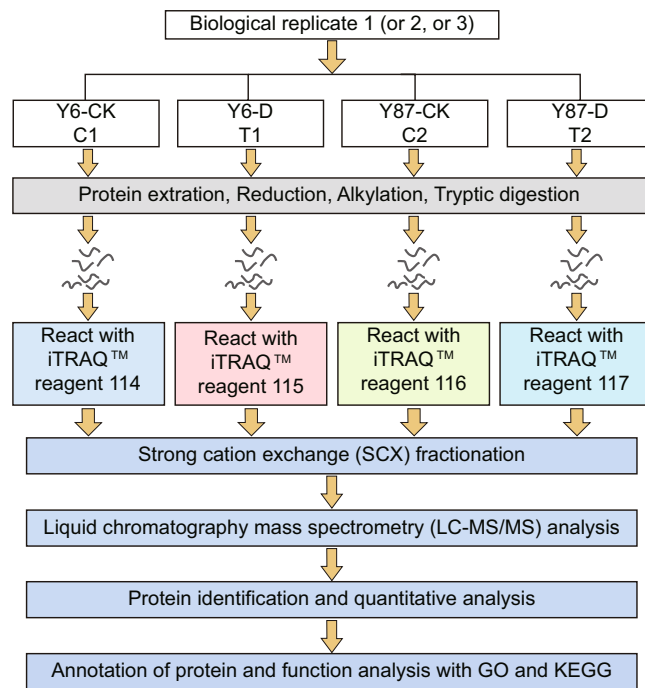 Biological replicate 1 (or 2, or 3)
Y6-CK
C1
Y6-D
T1
Y87-CK
C2
Y87-D
T2
Protein extration, Reduction, Alkylation, Tryptic digestion
React with
iTRAQ™
reagent 114
React with
iTRAQ™
reagent 115
React with
iTRAQ™
reagent 116
React with
iTRAQ™
reagent 117
Strong cation exchange (SCX) fractionation
Liquid chromatography mass spectrometry (LC-MS/MS) analysis
Protein identification and quantitative analysis
Annotation of protein and function analysis with GO and KEGG